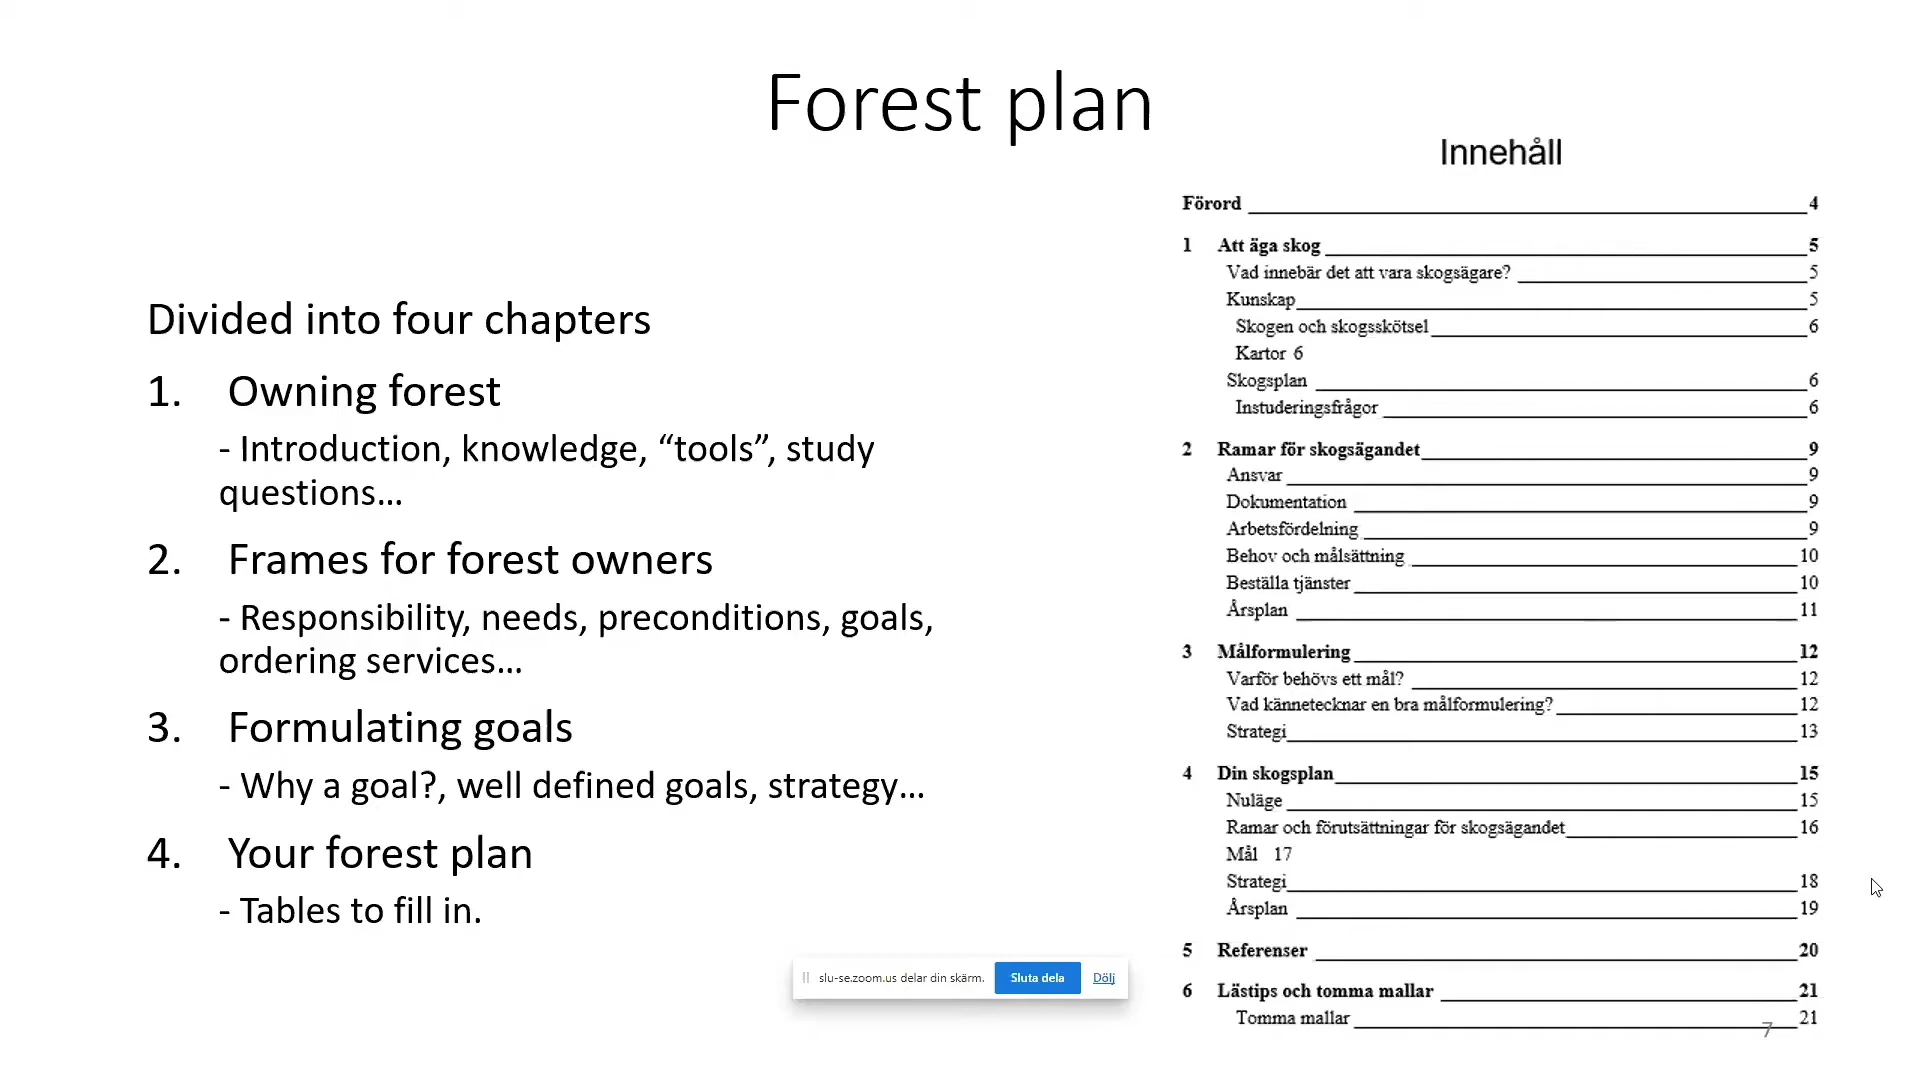 Forest plan
Divided into four chapters
1. Owning forest
- Introduction, knowledge, “tools”, study
questions…
2. Frames for forest owners
- Responsibility, needs, preconditions, goals,
ordering services…
3. Formulating goals
- Why a goal?, well defined goals, strategy…
4. Your forest plan
- Tables to fill in.
Innehåll
Förord 4
1 Att äga skog 5
Vad innebär det att vara skogsägare? 5
Kunskap 5
Skogen och skogsskötsel 6
Kartor 6
Skogsplan 6
Instuderingsfrågor 6
2 Ramar för skogsägandet 9
Ansvar 9
Dokumentation 9
Arbetsfördelning 9
Behov och målsättning 10
Beställa tjänster 10
Årsplan 11
3 Målformulering 12
Varför behövs ett mål? 12
Vad kännetecknar en bra målformulering? 12
Strategi 13
4 Din skogsplan 15
Nuläge 15
Ramar och förutsättningar för skogsägandet 16
Mål 17
Strategi 18
Årsplan 19
5 Referenser 20
6 Lästips och tomma mallar 21
Tomma mallar 21
7
slu-se.zoom.us delar din skärm. Sluta dela Dölj